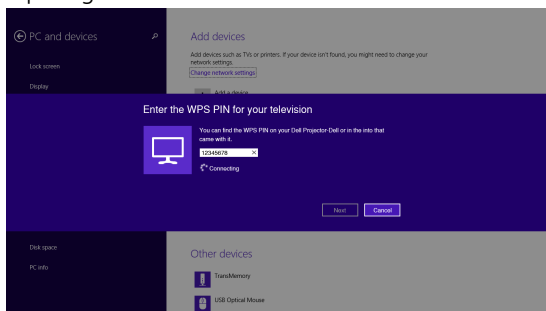 PC and devices
Lock screen
Display
Add devices
Add devices such as TVs or printers. If your device isn't found, you might need to change your
network settings.
Change network settings
Add a device
Enter the WPS PIN for your television
You can find the WPS PIN on your Dell Projector-Dell or in the into that
came with it.
12345678
Connecting
Next
Cancel
Disk space
PC info
Other devices
TransMemory
USB Optical Mouse